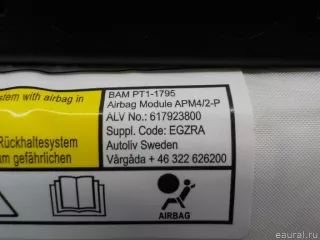 stem with airbag in
Rückhaltesystem
um gefährlichen
BAM PT1-1795
Airbag Module APM4/2-P
ALV No.: 617923800
Suppl. Code: EGZRA
Autoliv Sweden
Vårgåda + 46 322 626200
AIRBAG
eaural.ru